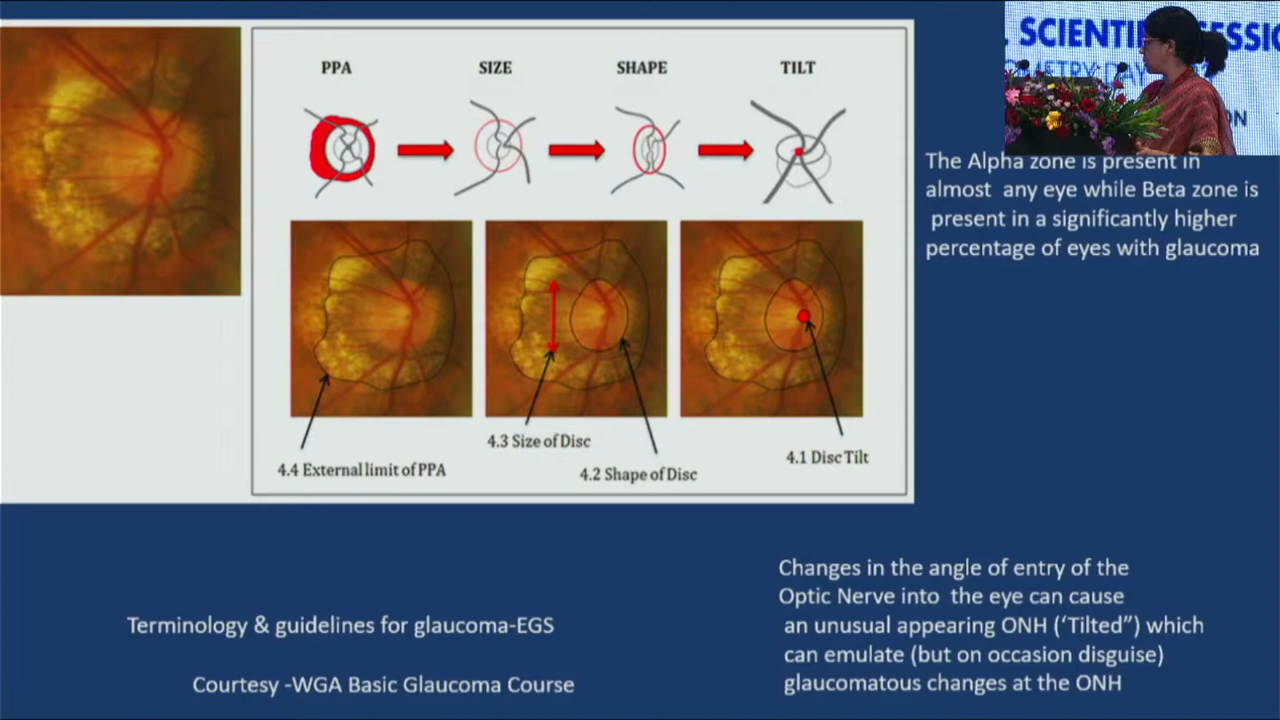 PPA
SIZE
SHAPE
TILT
4.3 Size of Disc
4.4 External limit of PPA
4.2 Shape of Disc
4.1 Disc Tilt
SCIENTIFIC SESSIO
DAY
ON
The Alpha zone is present in
almost any eye while Beta zone is
present in a significantly higher
percentage of eyes with glaucoma
Changes in the angle of entry of the
Optic Nerve into the eye can cause
an unusual appearing ONH (‘Tilted”) which
can emulate (but on occasion disguise)
glaucomatous changes at the ONH
Terminology & guidelines for glaucoma-EGS
Courtesy -WGA Basic Glaucoma Course